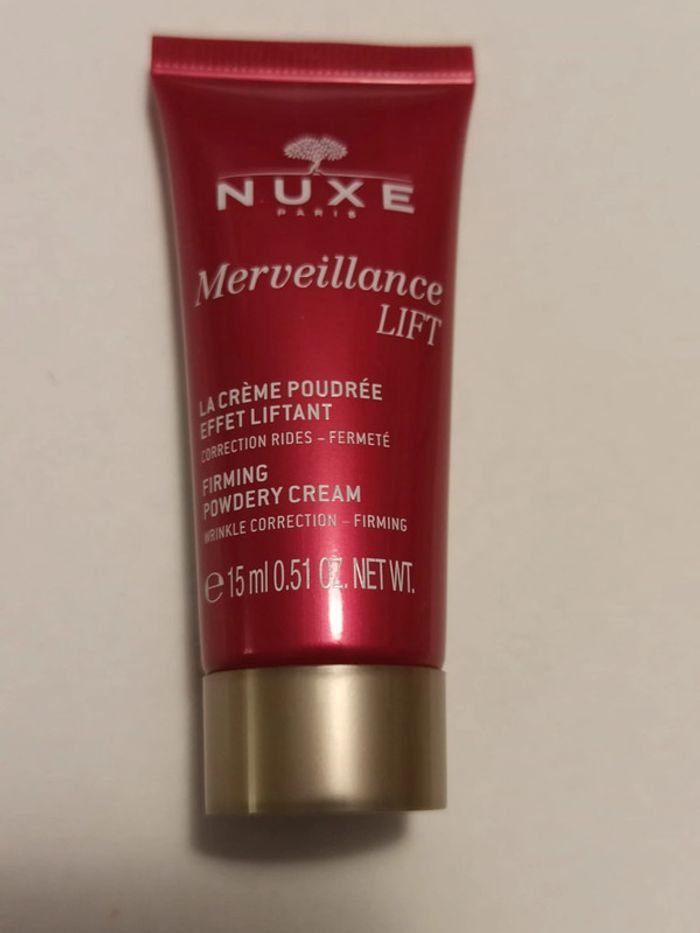 NUXE
PARIS
Merveillance
LIFT
LA CRÈME POUDRÉE
EFFET LIFTANT
CORRECTION RIDES – FERMETÉ
FIRMING
POWDERY CREAM
WRINKLE CORRECTION – FIRMING
℮ 15 ml 0.51 OZ. NET WT.